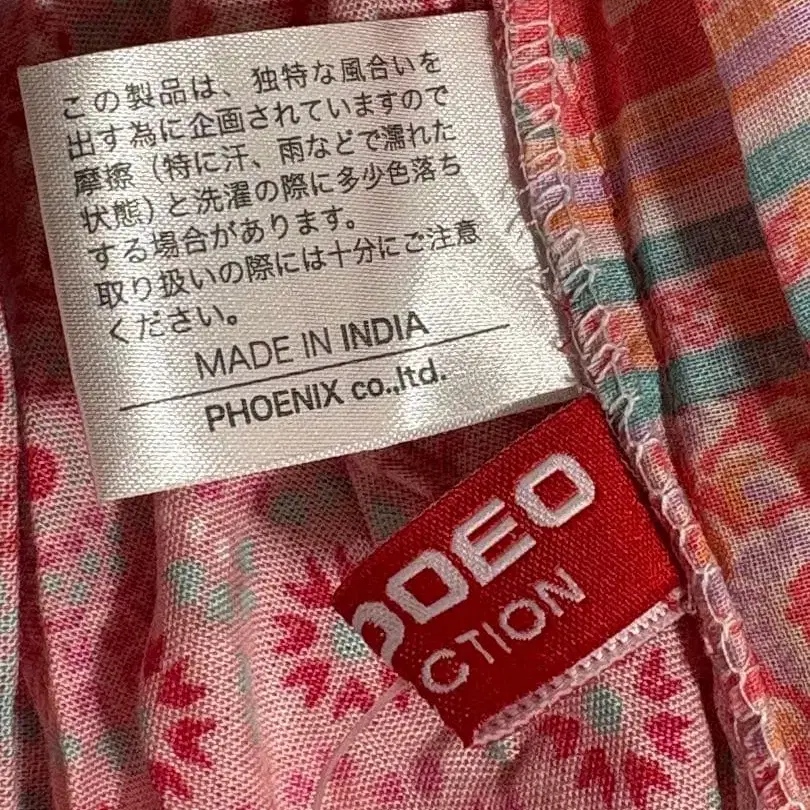 この製品は、独特な風合いを
出す為に企画されていますので
摩擦（特に汗、雨などで濡れた
状態）と洗濯の際に多少色落ち
する場合があります。
取り扱いの際には十分にご注意
ください。
MADE IN INDIA
PHOENIX co.,ltd.
ODEO
CTION